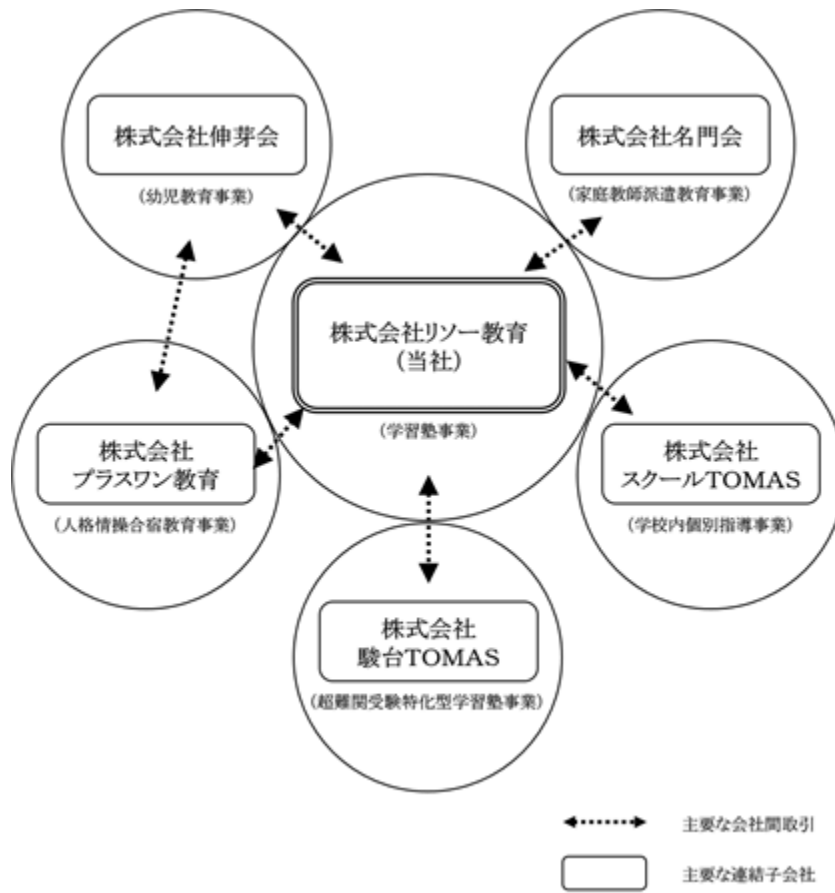 株式会社伸芽会
(幼児教育事業)
株式会社名門会
(家庭教師派遣教育事業)
株式会社リソー教育
(当社)
(学習塾事業)
株式会社
プラスワン教育
(人格情操合宿教育事業)
株式会社
スクールTOMAS
(学校内個別指導事業)
株式会社
駿台TOMAS
(超難関受験特化型学習塾事業)
主要な会社間取引
主要な連結子会社